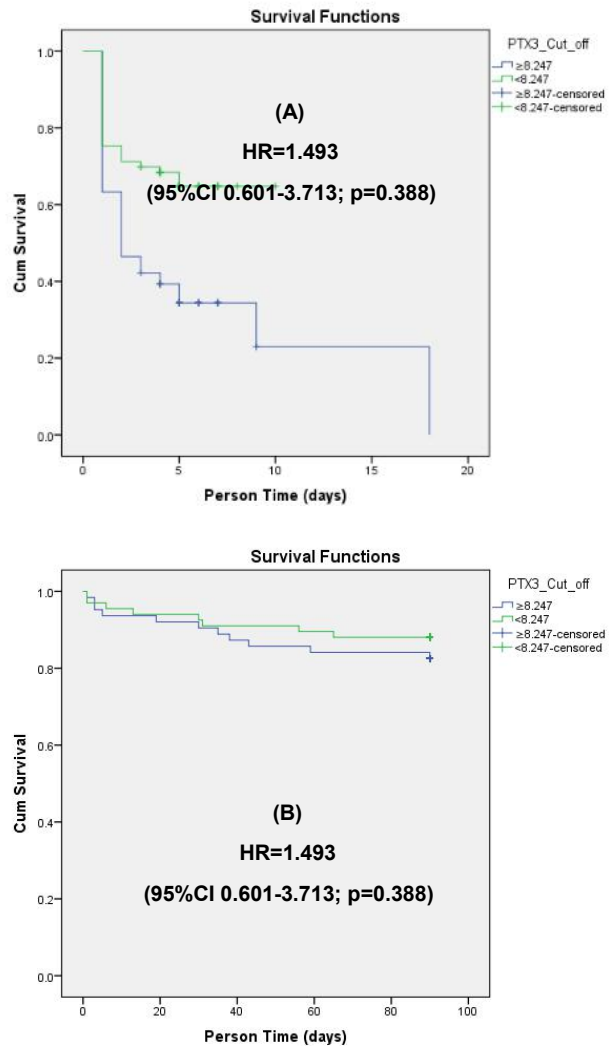 Survival Functions
PTX3_Cut_off
≥8.247
<8.247
≥8.247-censored
<8.247-censored
(A)
HR=1.493
(95%CI 0.601-3.713; p=0.388)
Cum Survival
1.0
0.8
0.6
0.4
0.2
0.0
0 5 10 15 20
Person Time (days)
Survival Functions
PTX3_Cut_off
≥8.247
<8.247
≥8.247-censored
<8.247-censored
Cum Survival
1.0
0.8
0.6
0.4
0.2
0.0
(B)
HR=1.493
(95%CI 0.601-3.713; p=0.388)
0 20 40 60 80 100
Person Time (days)